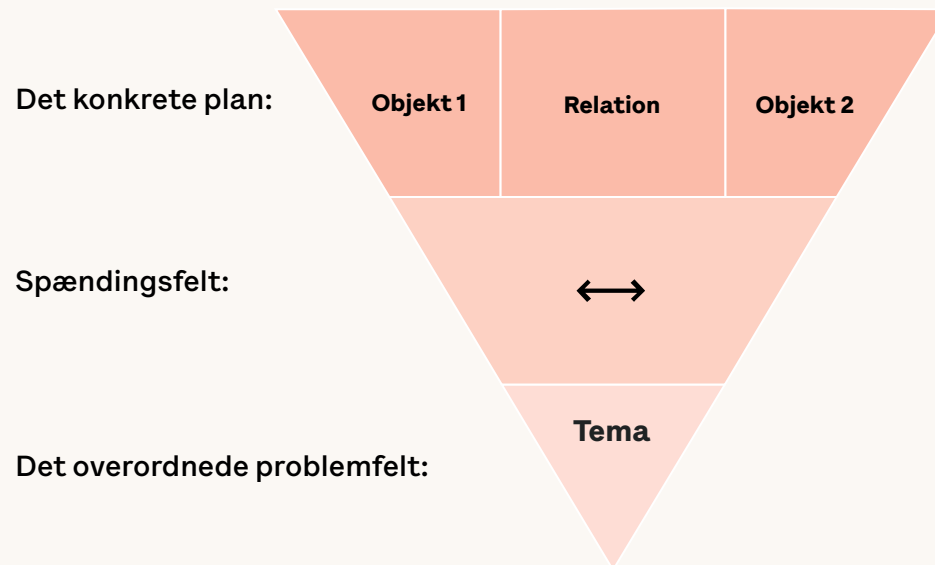 Det konkrete plan:
Objekt 1
Relation
Objekt 2
Spændingsfelt:
Tema
Det overordnede problemfelt: